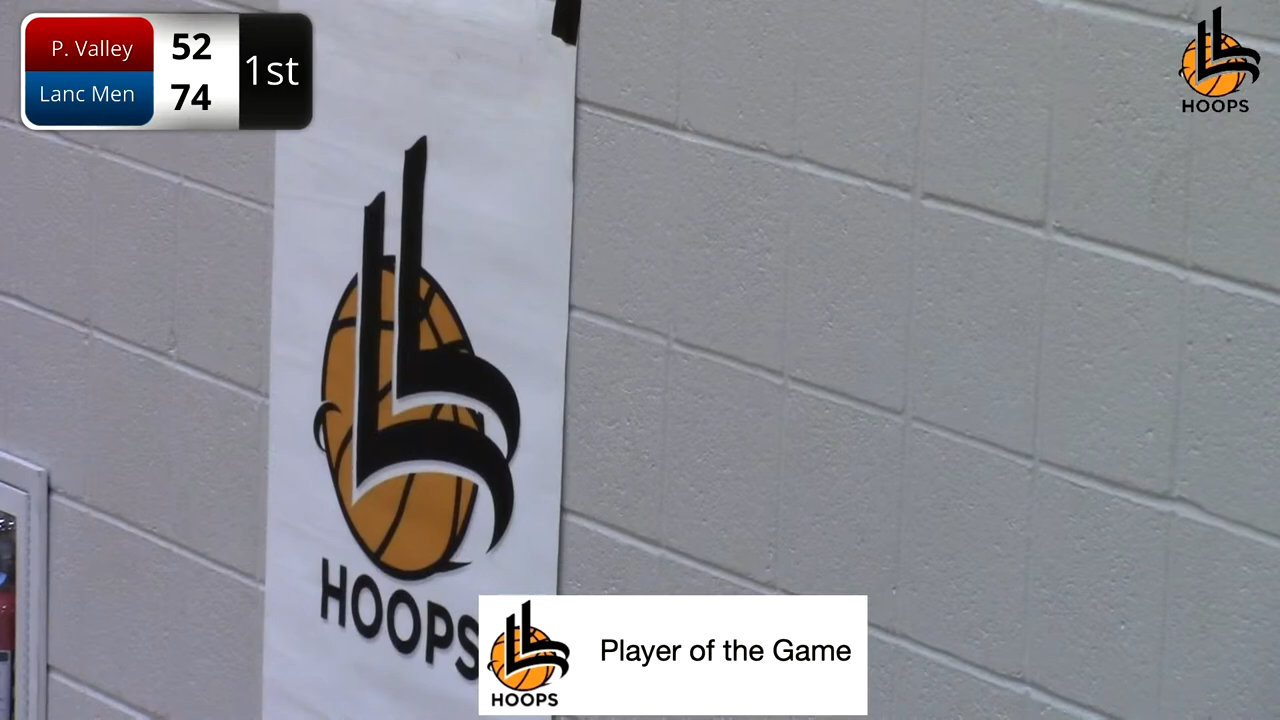 P. Valley 52
Lanc Men 74
1st
HOOPS
HOOPS
HOOPS
Player of the Game